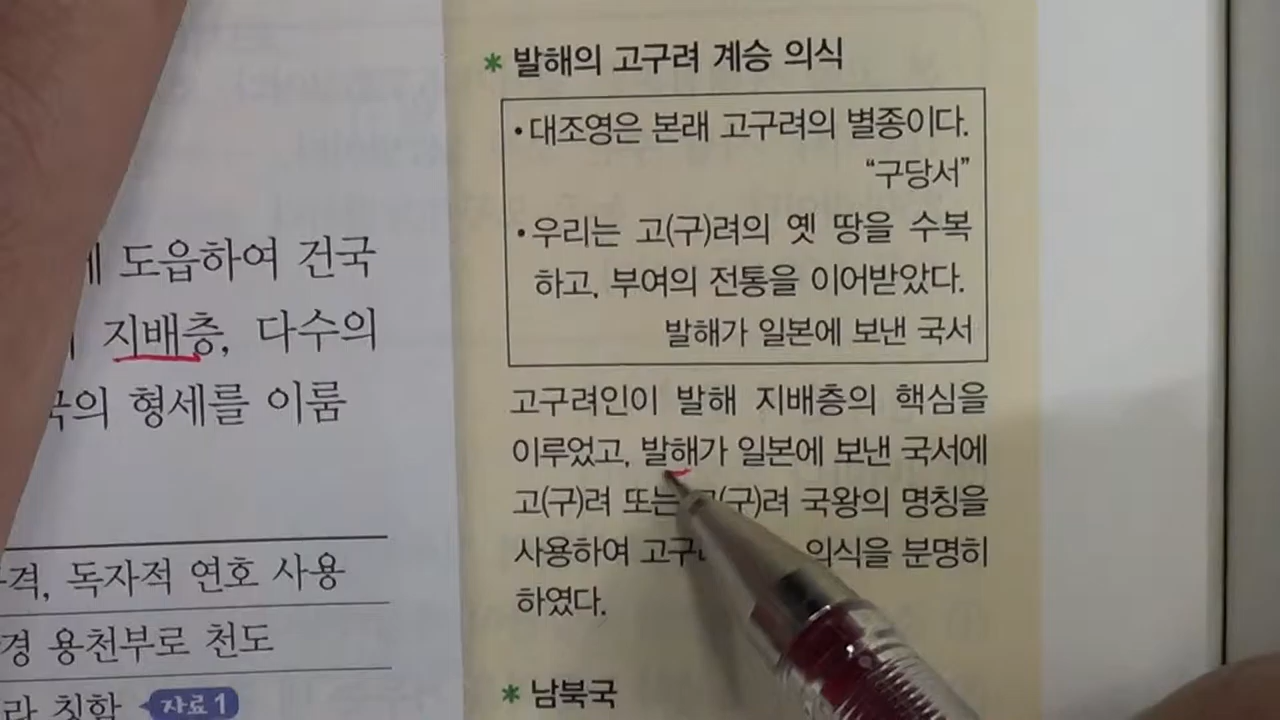 도읍하여 건국
지배층, 다수의
형세를 이룸
독자적 연호 사용
용천부로 천도
칭함 자료 1
* 발해의 고구려 계승 의식
• 대조영은 본래 고구려의 별종이다.
“구당서”
• 우리는 고(구)려의 옛 땅을 수복
하고, 부여의 전통을 이어받았다.
발해가 일본에 보낸 국서
고구려인이 발해 지배층의 핵심을
이루었고, 발해가 일본에 보낸 국서에
고(구)려 또는 고(구)려 국왕의 명칭을
사용하여 의식을 분명히
하였다.
* 남북국